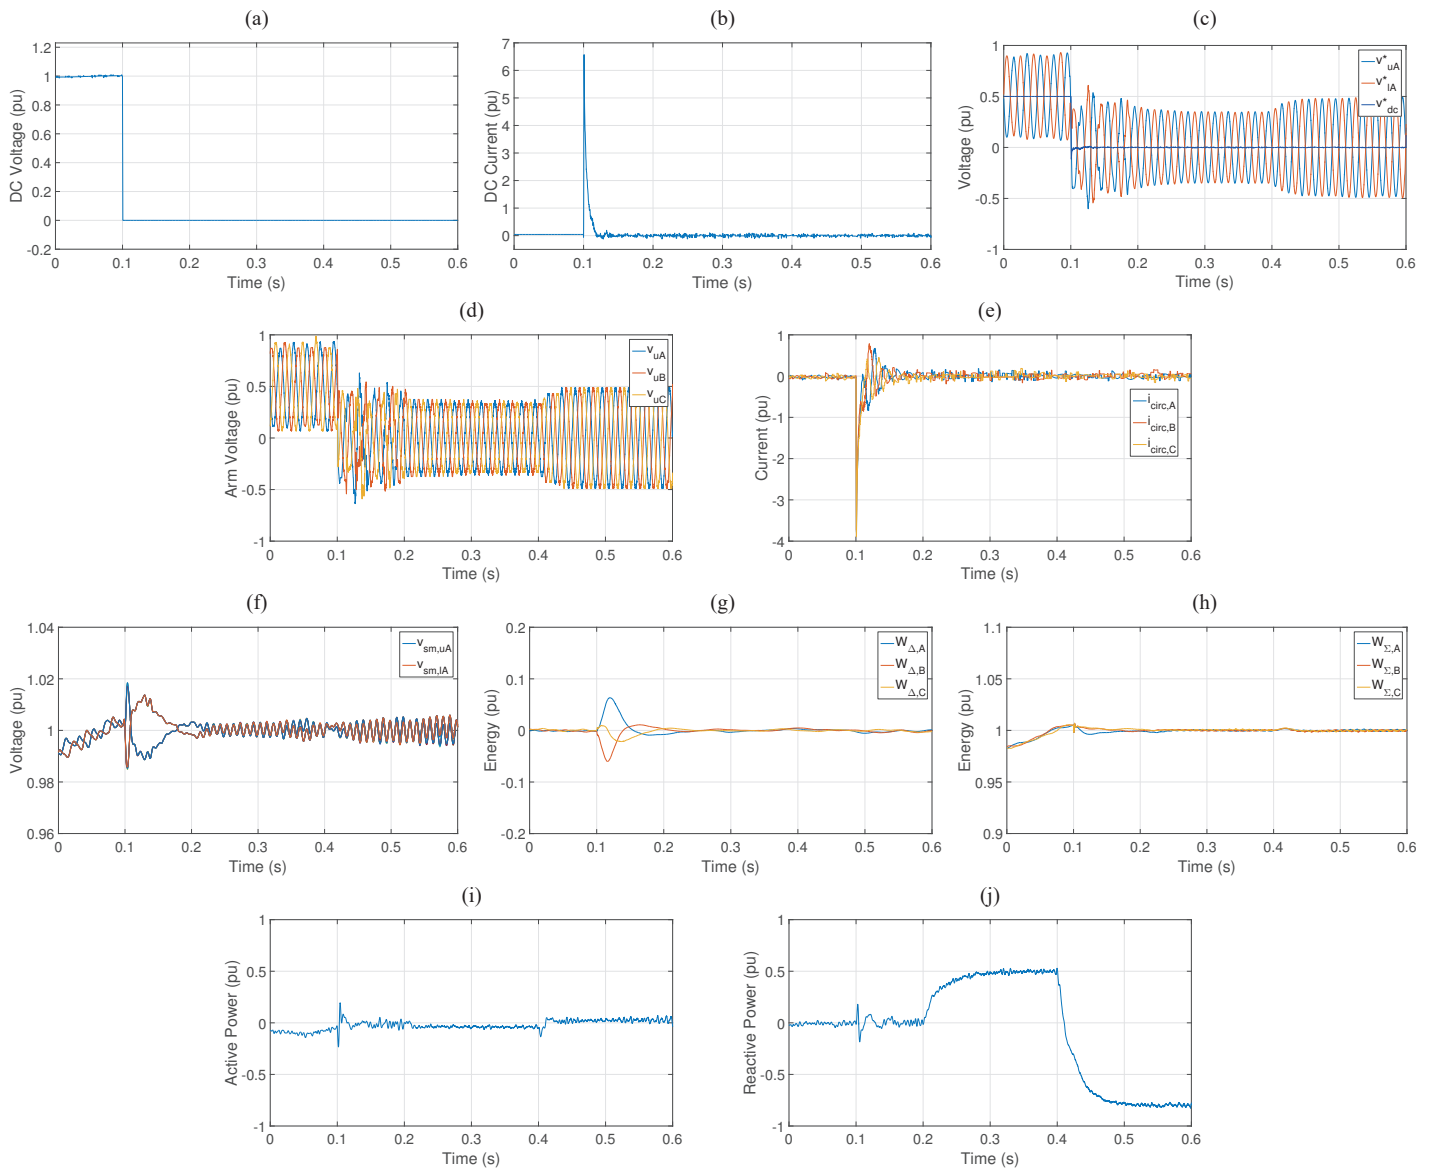 (a)
DC Voltage (pu)
1.2
1
0.8
0.6
0.4
0.2
0
-0.2
0 0.1 0.2 0.3 0.4 0.5 0.6
Time (s)
(b)
DC Current (pu)
7
6
5
4
3
2
1
0
0 0.1 0.2 0.3 0.4 0.5 0.6
Time (s)
(c)
Voltage (pu)
1
0.5
0
-0.5
-1
v*uA
v*lA
v*dc
0 0.1 0.2 0.3 0.4 0.5 0.6
Time (s)
(d)
Arm Voltage (pu)
1
0.5
0
-0.5
-1
vuA
vuB
vuC
0 0.1 0.2 0.3 0.4 0.5 0.6
Time (s)
(e)
Current (pu)
1
0
-1
-2
-3
-4
icirc,A
icirc,B
icirc,C
0 0.1 0.2 0.3 0.4 0.5 0.6
Time (s)
(f)
Voltage (pu)
1.04
1.02
1
0.98
0.96
vsm,uA
vsm,lA
0 0.1 0.2 0.3 0.4 0.5 0.6
Time (s)
(g)
Energy (pu)
0.2
0.1
0
-0.1
-0.2
WΔ,A
WΔ,B
WΔ,C
0 0.1 0.2 0.3 0.4 0.5 0.6
Time (s)
(h)
Energy (pu)
1.1
1.05
1
0.95
0.9
WΣ,A
WΣ,B
WΣ,C
0 0.1 0.2 0.3 0.4 0.5 0.6
Time (s)
(i)
Active Power (pu)
1
0.5
0
-0.5
-1
0 0.1 0.2 0.3 0.4 0.5 0.6
Time (s)
(j)
Reactive Power (pu)
1
0.5
0
-0.5
-1
0 0.1 0.2 0.3 0.4 0.5 0.6
Time (s)